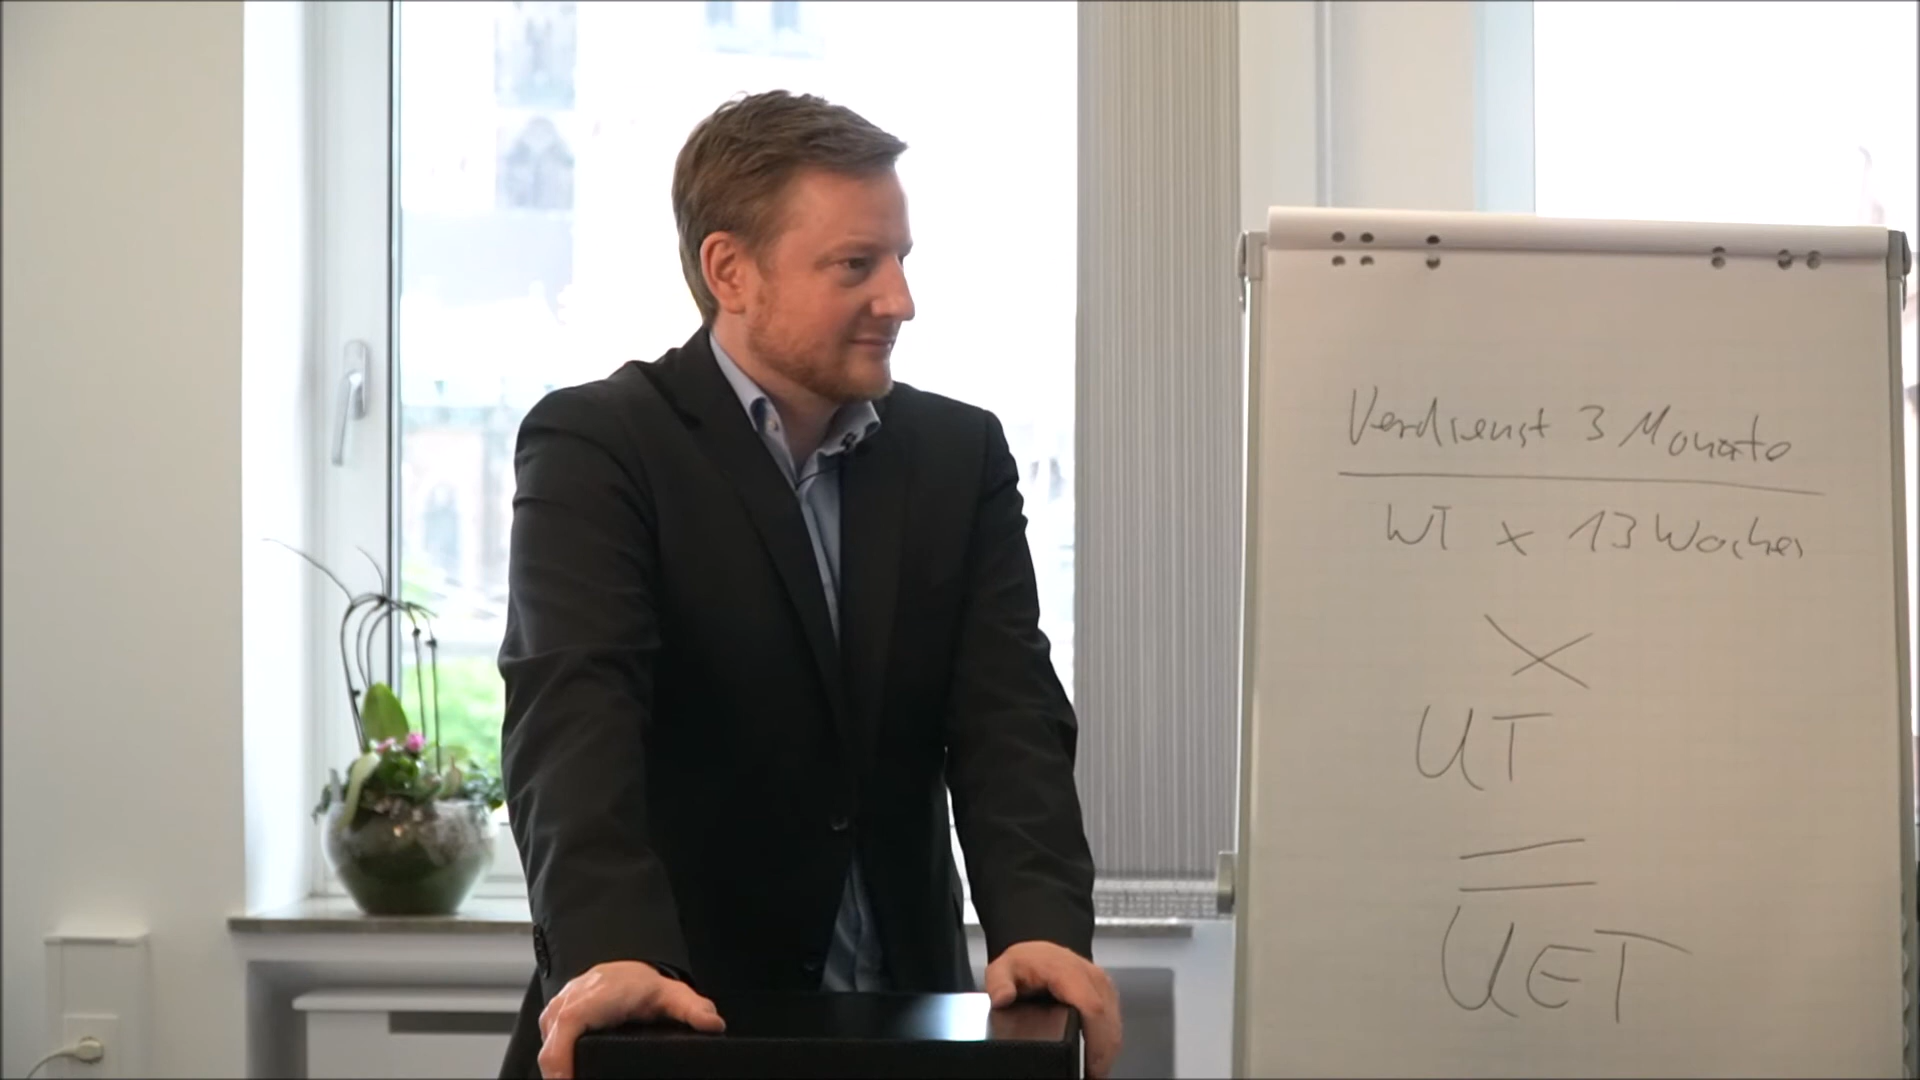 Verdienst 3 Monate
WT x 13 Wochen
X
UT
=
UET